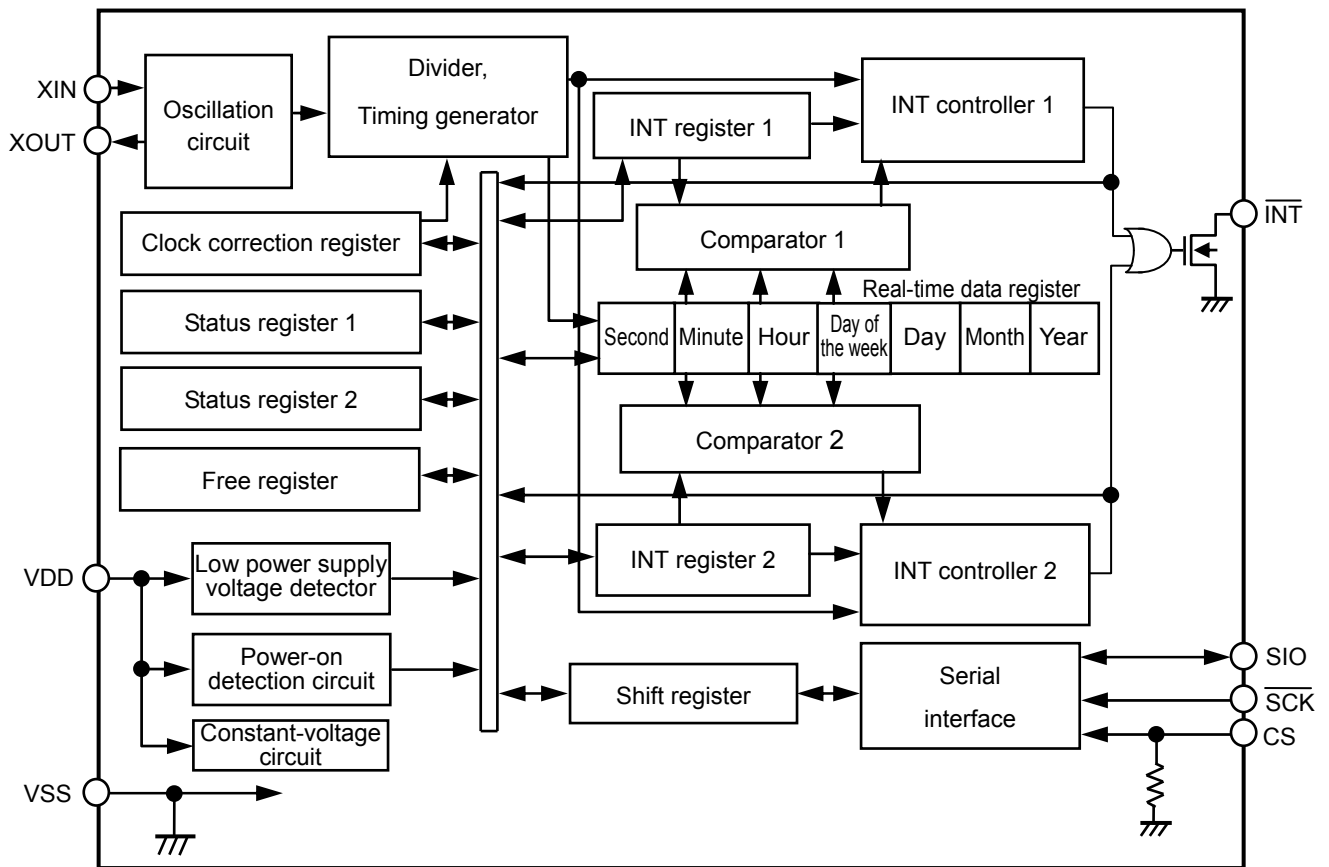 XIN
XOUT
Oscillation
circuit
Divider,
Timing generator
INT register 1
INT controller 1
INT
Clock correction register
Comparator 1
Status register 1
Real-time data register
Second
Minute
Hour
Day of
the week
Day
Month
Year
Status register 2
Comparator 2
Free register
VDD
Low power supply
voltage detector
INT register 2
INT controller 2
Power-on
detection circuit
Shift register
Serial
interface
SIO
SCK
CS
Constant-voltage
circuit
VSS